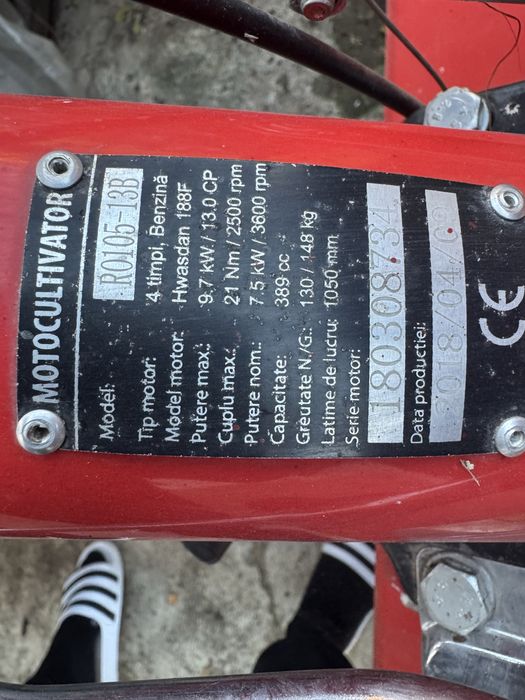 MOTOCULTIVATOR
Model: RO105-13B
Tip motor: 4 timpi, Benzină
Model motor: Hwasdan 188F
Putere max.: 9.7 kW / 13.0 CP
Cuplu max.: 21 Nm / 2500 rpm
Putere nom.: 7.5 kW / 3600 rpm
Capacitate: 389 cc
Greutate N./G.: 130 / 148 kg
Latime de lucru: 1050 mm
Serie motor:
180308734
Data productiei:
2018/04/
CE